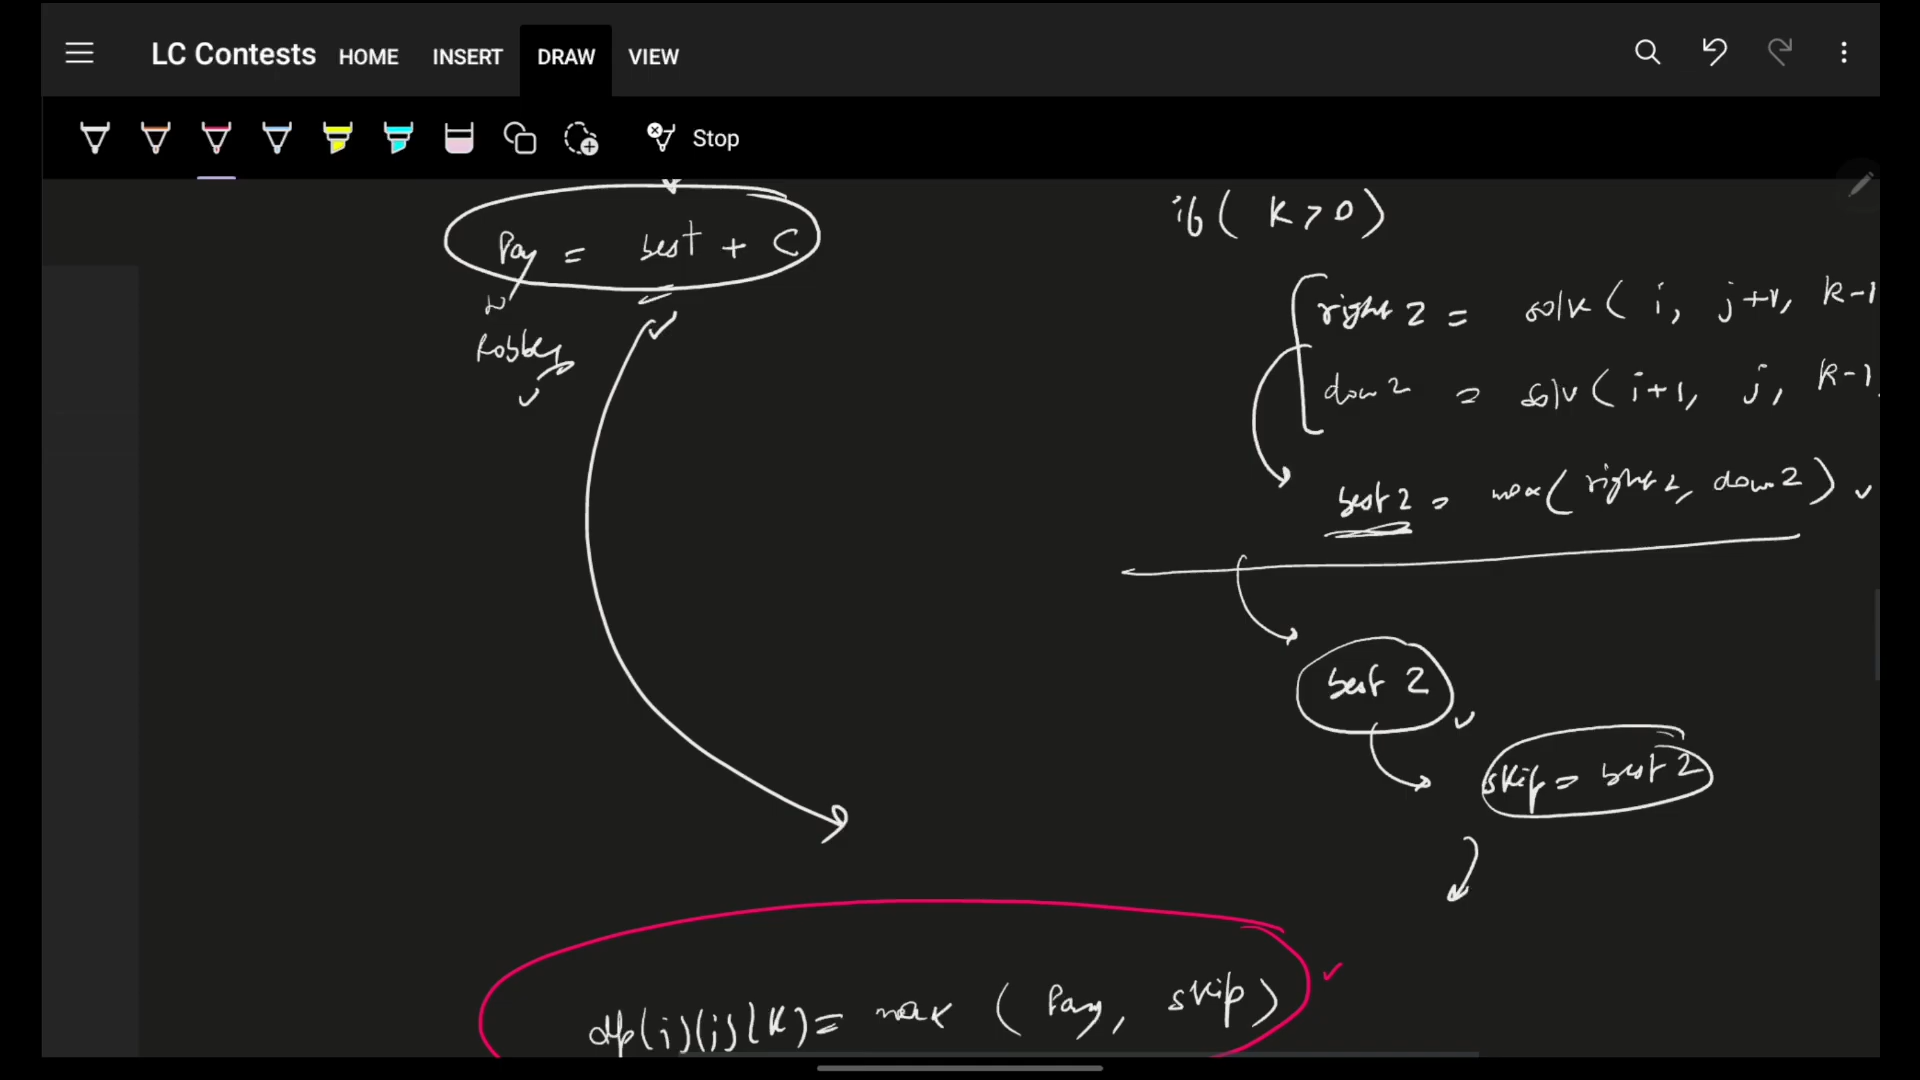 LC Contests HOME INSERT DRAW VIEW
Stop
Pay = best + C
Robbery
if ( K > 0 )
right 2 = solve ( i, j+1, K-1
down 2 = solv ( i+1, j, K-1,
best 2 = max ( right 2, down 2 )
best 2
skip = best 2
dp(i)(j)(K) = max ( Pay, skip )